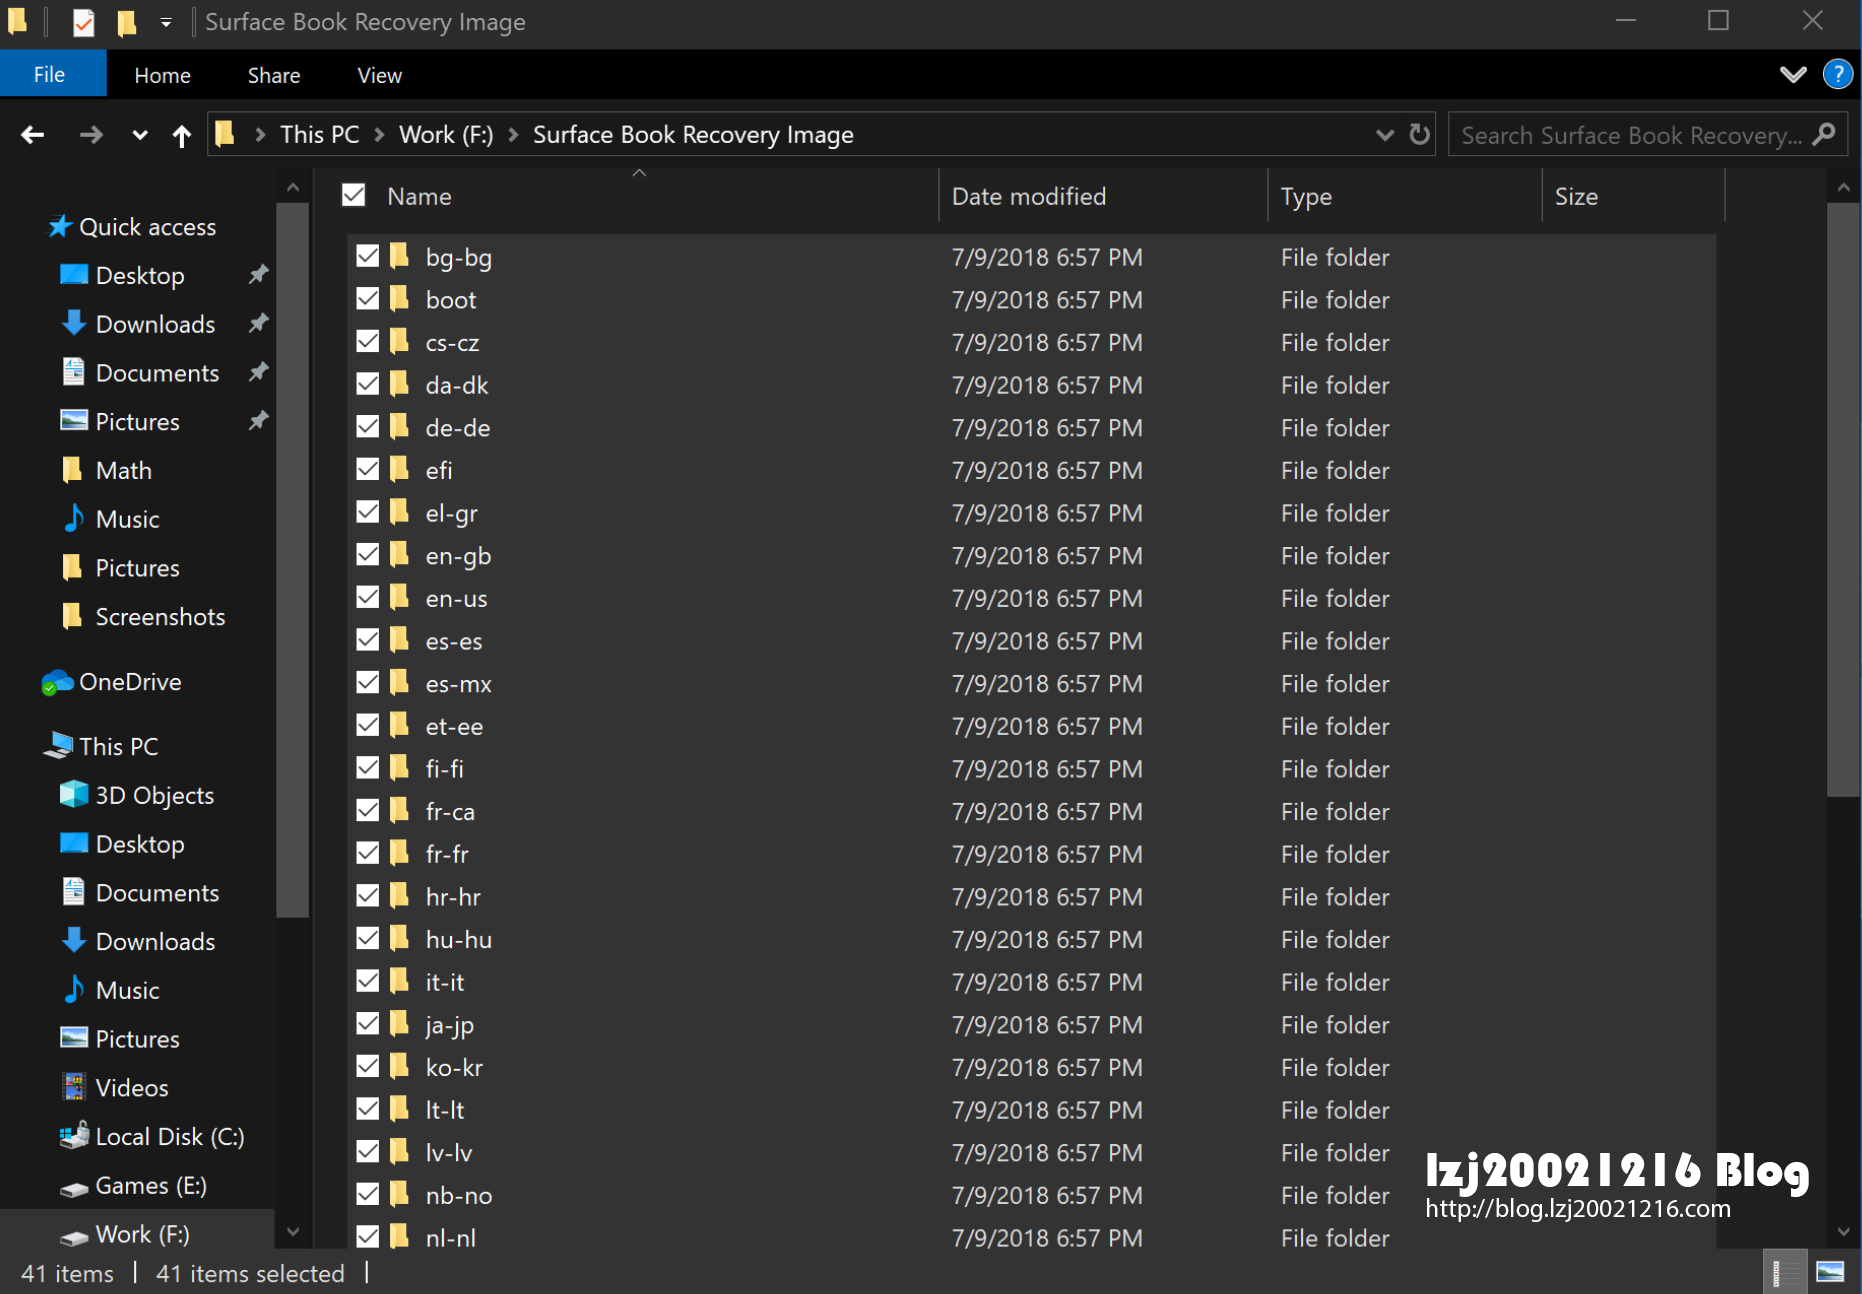 Surface Book Recovery Image
File Home Share View ?
This PC Work (F:) Surface Book Recovery Image Search Surface Book Recovery...
Name Date modified Type Size
Quick access
Desktop
Downloads
Documents
Pictures
Math
Music
Pictures
Screenshots
OneDrive
This PC
3D Objects
Desktop
Documents
Downloads
Music
Pictures
Videos
Local Disk (C:)
Games (E:)
Work (F:)
bg-bg 7/9/2018 6:57 PM File folder
boot 7/9/2018 6:57 PM File folder
cs-cz 7/9/2018 6:57 PM File folder
da-dk 7/9/2018 6:57 PM File folder
de-de 7/9/2018 6:57 PM File folder
efi 7/9/2018 6:57 PM File folder
el-gr 7/9/2018 6:57 PM File folder
en-gb 7/9/2018 6:57 PM File folder
en-us 7/9/2018 6:57 PM File folder
es-es 7/9/2018 6:57 PM File folder
es-mx 7/9/2018 6:57 PM File folder
et-ee 7/9/2018 6:57 PM File folder
fi-fi 7/9/2018 6:57 PM File folder
fr-ca 7/9/2018 6:57 PM File folder
fr-fr 7/9/2018 6:57 PM File folder
hr-hr 7/9/2018 6:57 PM File folder
hu-hu 7/9/2018 6:57 PM File folder
it-it 7/9/2018 6:57 PM File folder
ja-jp 7/9/2018 6:57 PM File folder
ko-kr 7/9/2018 6:57 PM File folder
lt-lt 7/9/2018 6:57 PM File folder
lv-lv 7/9/2018 6:57 PM File folder
nb-no 7/9/2018 6:57 PM File folder
nl-nl 7/9/2018 6:57 PM File folder
lzj20021216 Blog
http://blog.lzj20021216.com
41 items 41 items selected